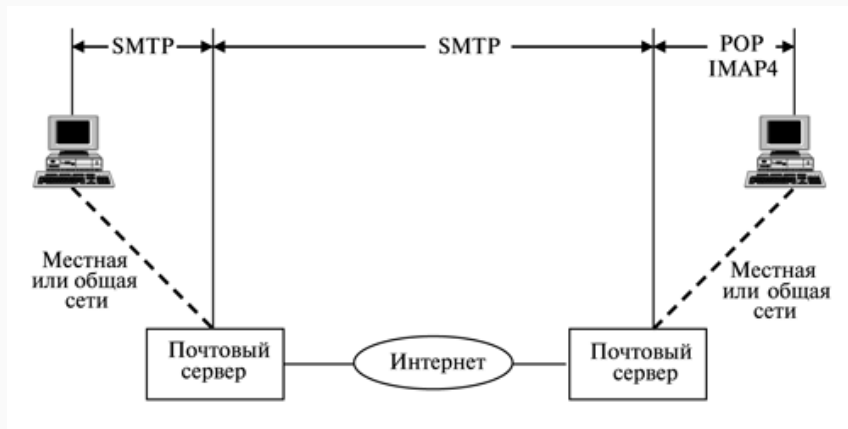 SMTP
SMTP
POP
IMAP4
Местная
или общая
сети
Местная
или общая
сети
Почтовый
сервер
Интернет
Почтовый
сервер